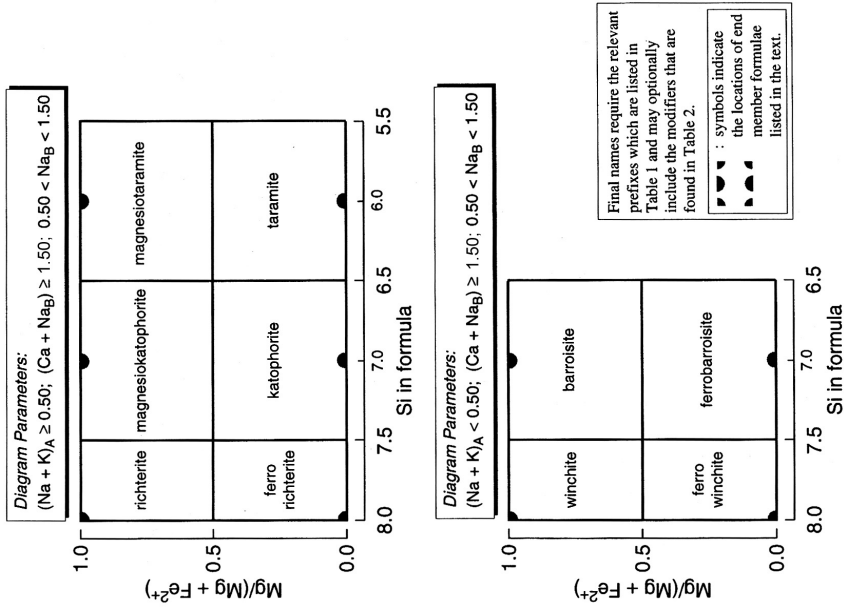 Diagram Parameters:
(Na + K)A ≥ 0.50; (Ca + NaB) ≥ 1.50; 0.50 < NaB < 1.50
1.0
0.5
0.0
Mg/(Mg + Fe2+)
richterite
magnesiokatophorite
magnesiotaramite
ferro
richterite
katophorite
taramite
8.0
7.5
7.0
6.5
6.0
5.5
Si in formula
Diagram Parameters:
(Na + K)A < 0.50; (Ca + NaB) ≥ 1.50; 0.50 < NaB < 1.50
1.0
0.5
0.0
Mg/(Mg + Fe2+)
winchite
barroisite
ferro
winchite
ferrobarroisite
8.0
7.5
7.0
6.5
Si in formula
Final names require the relevant
prefixes which are listed in
Table 1 and may optionally
include the modifiers that are
found in Table 2.
: symbols indicate
the locations of end
member formulae
listed in the text.